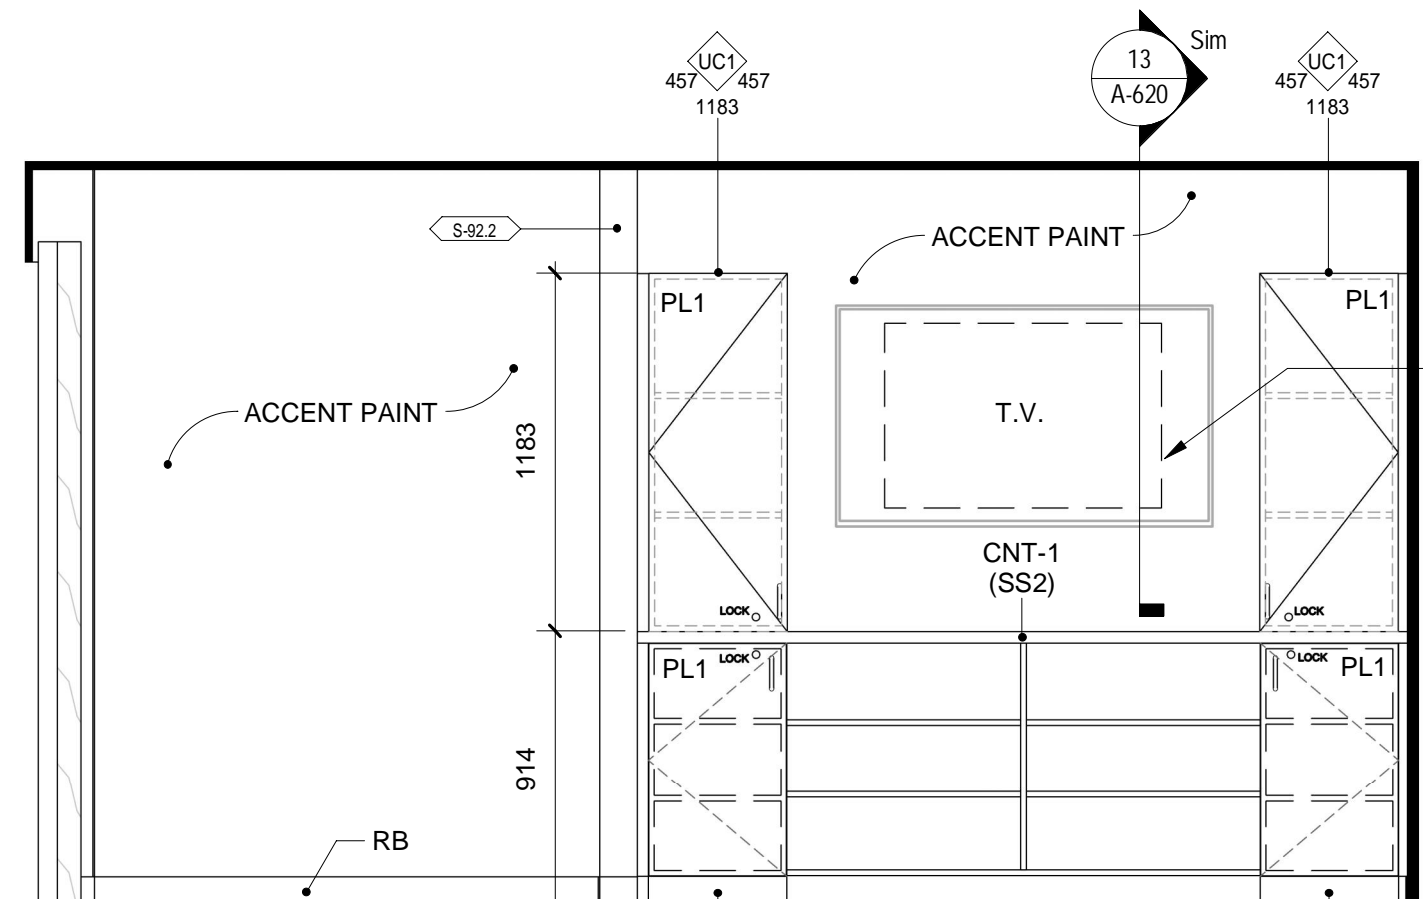 UC1
457 457
1183
13
A-620
Sim
UC1
457 457
1183
S-92.2
ACCENT PAINT
PL1
PL1
ACCENT PAINT
T.V.
1183
CNT-1
(SS2)
LOCK
LOCK
PL1
LOCK
LOCK
PL1
914
RB